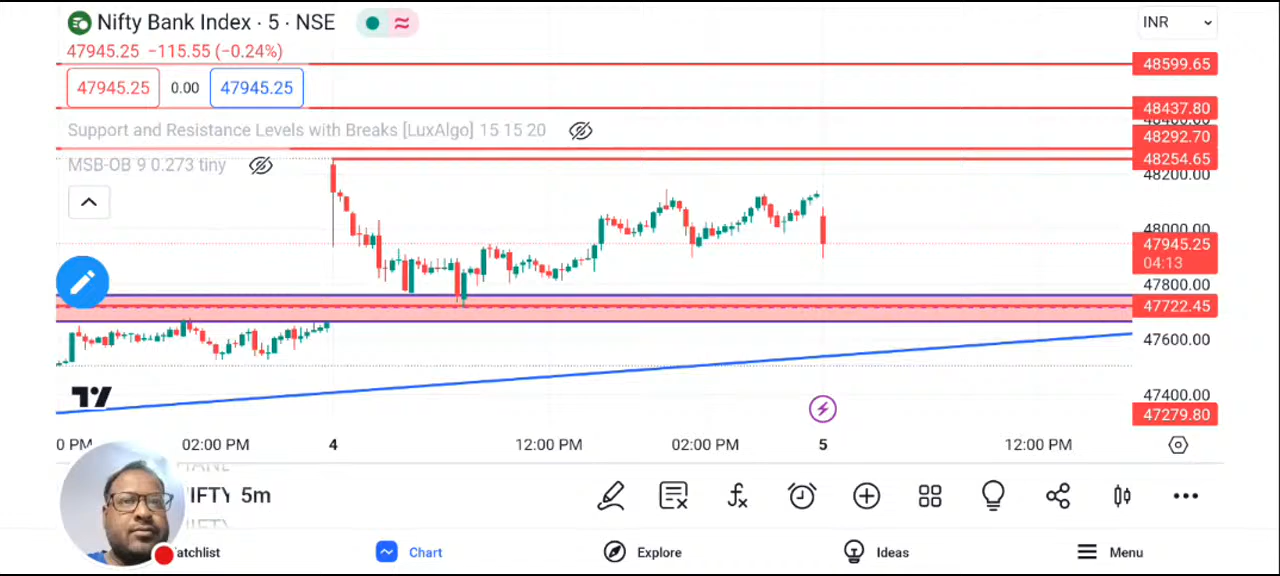 Nifty Bank Index · 5 · NSE
INR
47945.25 −115.55 (−0.24%)
47945.25 0.00 47945.25
Support and Resistance Levels with Breaks [LuxAlgo] 15 15 20
MSB-OB 9 0.273 tiny
48599.65
48437.80
48400.00
48292.70
48254.65
48200.00
48000.00
47945.25
04:13
47800.00
47722.45
47600.00
47400.00
47279.80
0 PM 02:00 PM 4 12:00 PM 02:00 PM 5 12:00 PM
IFTY 5m
atchlist Chart Explore Ideas Menu